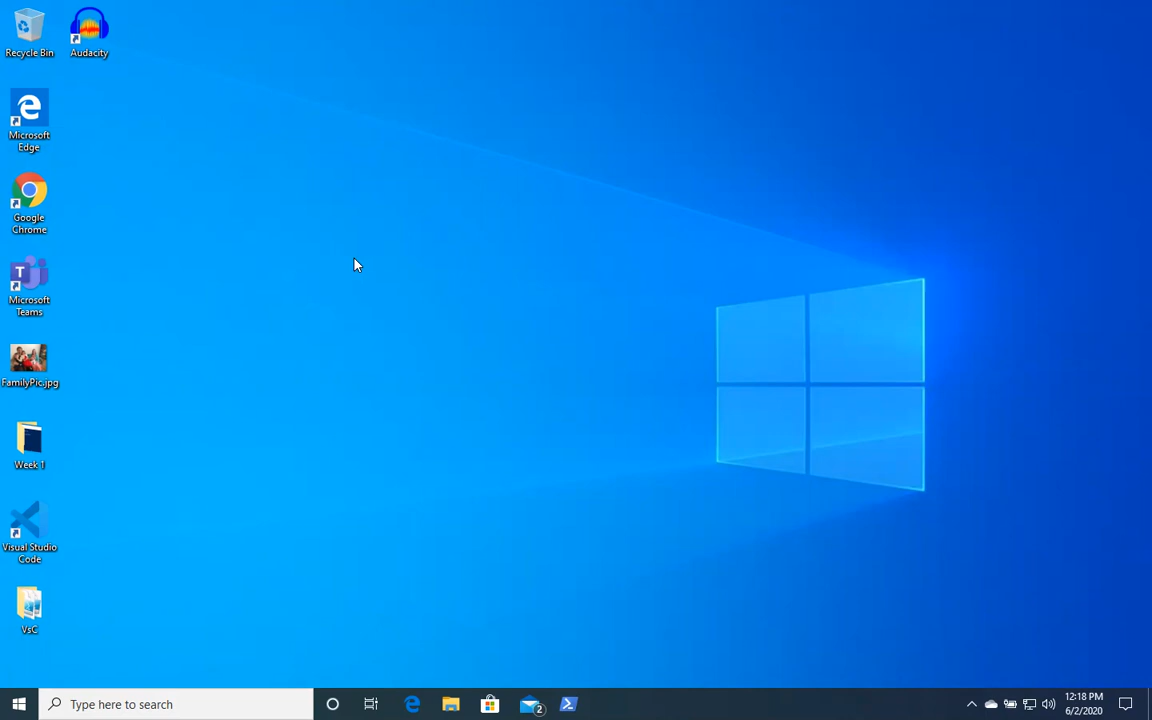 Recycle Bin
Audacity
Microsoft
Edge
Google
Chrome
Microsoft
Teams
FamilyPic.jpg
Week 1
Visual Studio
Code
VsC
Type here to search
2
12:18 PM
6/2/2020